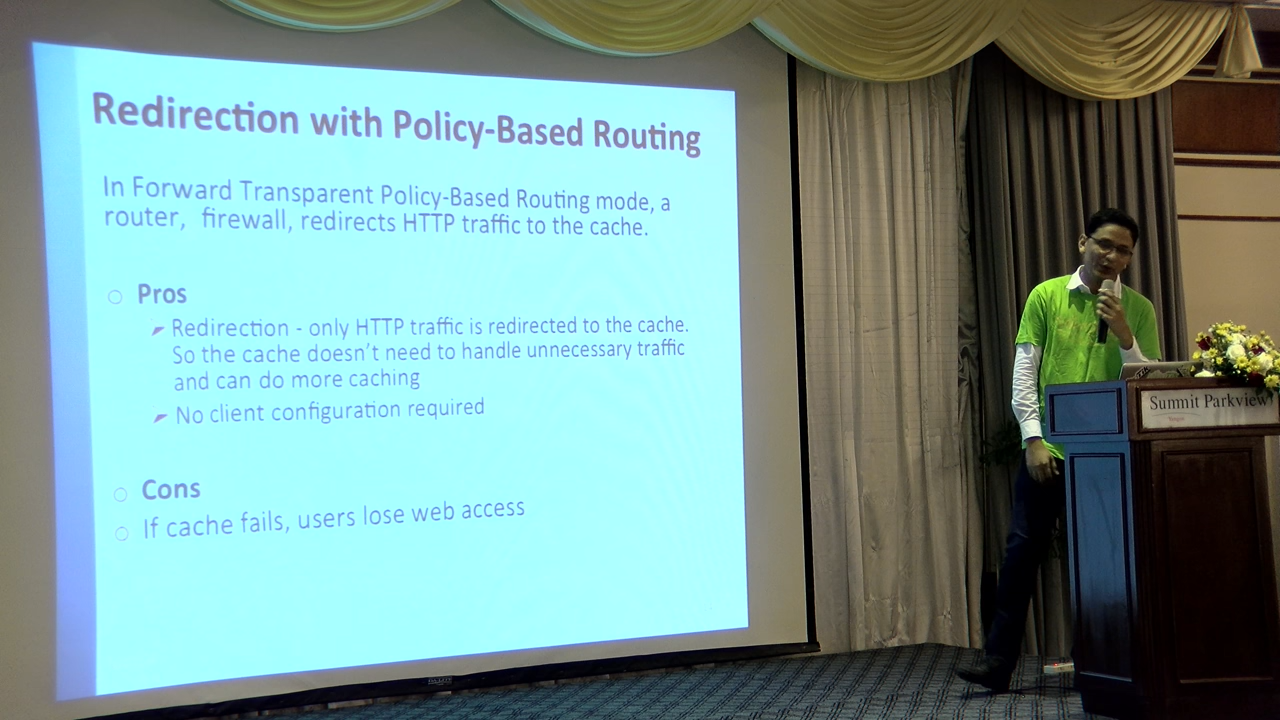 Redirection with Policy-Based Routing
In Forward Transparent Policy-Based Routing mode, a
router, firewall, redirects HTTP traffic to the cache.
Pros
Redirection - only HTTP traffic is redirected to the cache.
So the cache doesn't need to handle unnecessary traffic
and can do more caching
No client configuration required
Cons
If cache fails, users lose web access
Summit Parkview